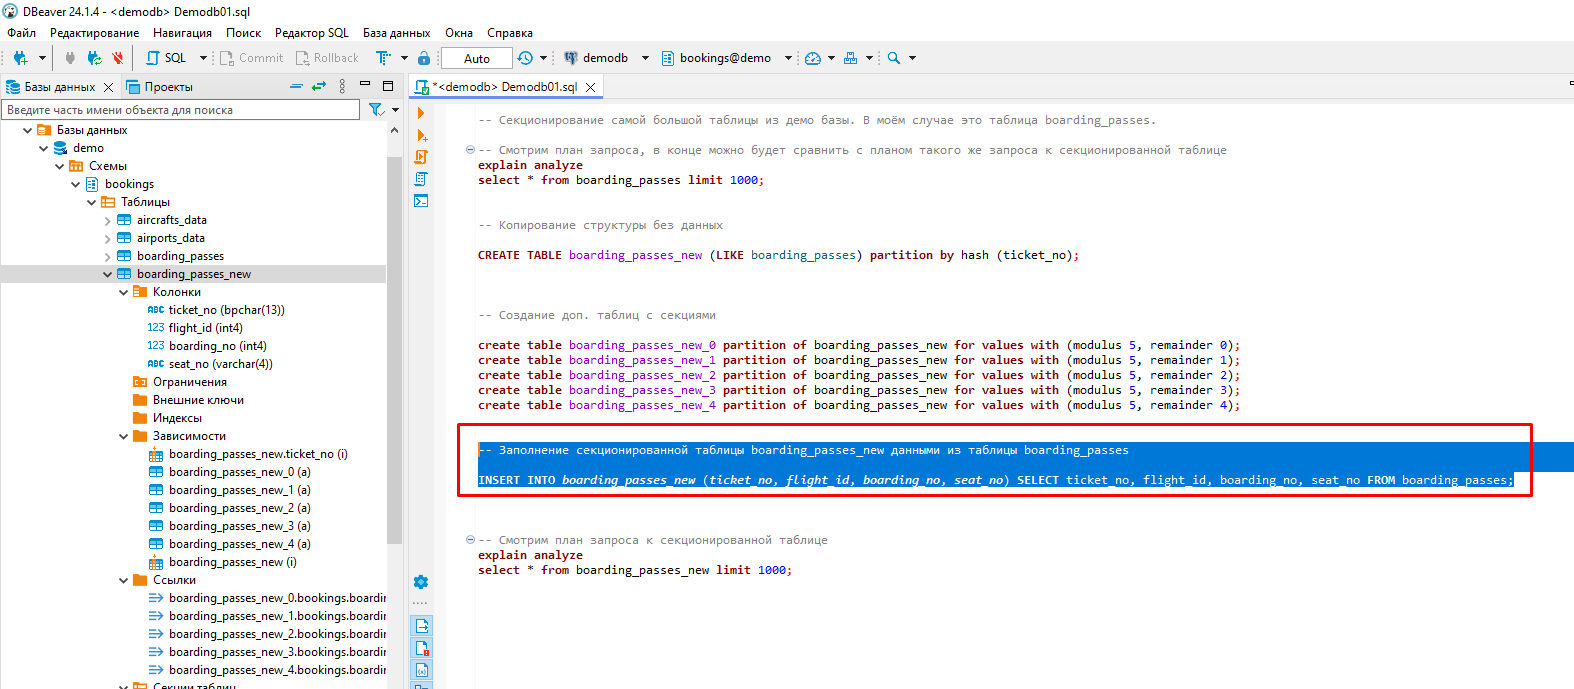 DBeaver 24.1.4 - <demodb> Demodb01.sql
Файл Редактирование Навигация Поиск Редактор SQL База данных Окна Справка
SQL Commit Rollback Auto demodb bookings@demo
Базы данных Проекты
*<demodb> Demodb01.sql
Введите часть имени объекта для поиска
Базы данных
demo
Схемы
bookings
Таблицы
aircrafts_data
airports_data
boarding_passes
boarding_passes_new
Колонки
ABC ticket_no (bpchar(13))
123 flight_id (int4)
123 boarding_no (int4)
ABC seat_no (varchar(4))
Ограничения
Внешние ключи
Индексы
Зависимости
boarding_passes_new.ticket_no (i)
boarding_passes_new_0 (a)
boarding_passes_new_1 (a)
boarding_passes_new_2 (a)
boarding_passes_new_3 (a)
boarding_passes_new_4 (a)
boarding_passes_new (i)
Ссылки
boarding_passes_new_0.bookings.boardin
boarding_passes_new_1.bookings.boardin
boarding_passes_new_2.bookings.boardin
boarding_passes_new_3.bookings.boardin
boarding_passes_new_4.bookings.boardin
Секции таблиц
-- Секционирование самой большой таблицы из демо базы. В моём случае это таблица boarding_passes.
-- Смотрим план запроса, в конце можно будет сравнить с планом такого же запроса к секционированной таблице
explain analyze
select * from boarding_passes limit 1000;
-- Копирование структуры без данных
CREATE TABLE boarding_passes_new (LIKE boarding_passes) partition by hash (ticket_no);
-- Создание доп. таблиц с секциями
create table boarding_passes_new_0 partition of boarding_passes_new for values with (modulus 5, remainder 0);
create table boarding_passes_new_1 partition of boarding_passes_new for values with (modulus 5, remainder 1);
create table boarding_passes_new_2 partition of boarding_passes_new for values with (modulus 5, remainder 2);
create table boarding_passes_new_3 partition of boarding_passes_new for values with (modulus 5, remainder 3);
create table boarding_passes_new_4 partition of boarding_passes_new for values with (modulus 5, remainder 4);
-- Заполнение секционированной таблицы boarding_passes_new данными из таблицы boarding_passes
INSERT INTO boarding_passes_new (ticket_no, flight_id, boarding_no, seat_no) SELECT ticket_no, flight_id, boarding_no, seat_no FROM boarding_passes;
-- Смотрим план запроса к секционированной таблице
explain analyze
select * from boarding_passes_new limit 1000;